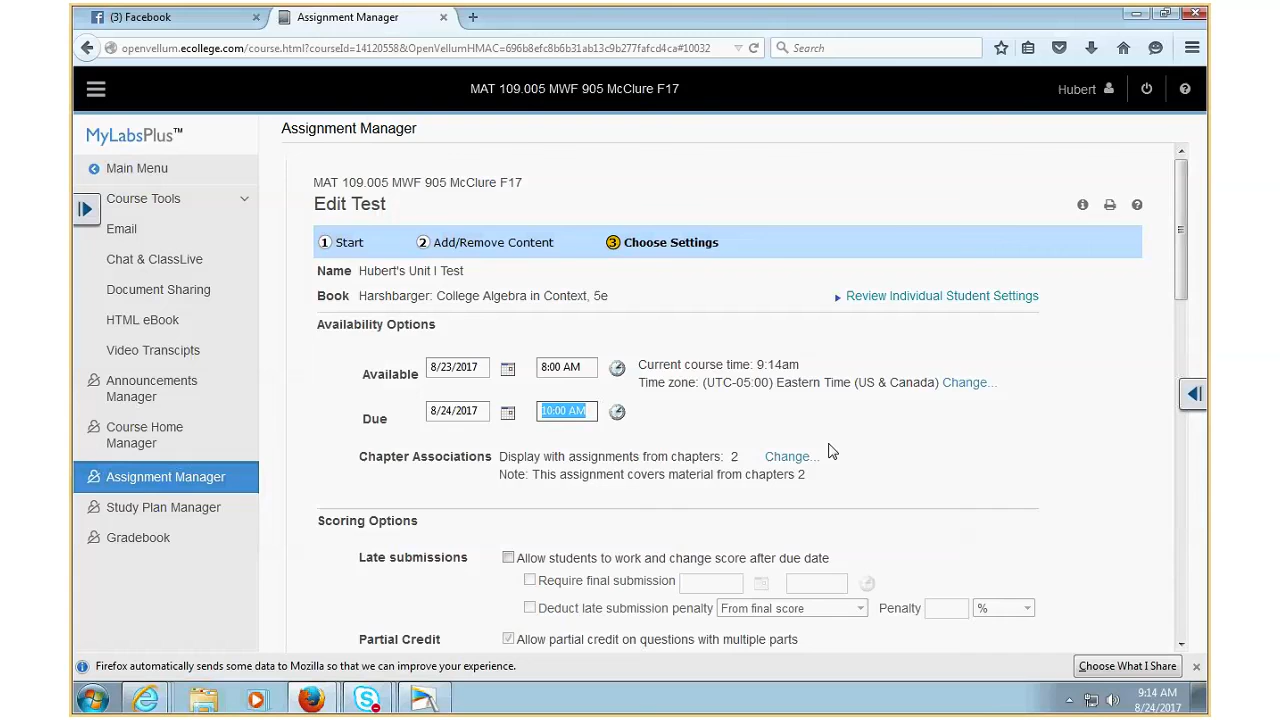 (3) Facebook
Assignment Manager
openvellum.ecollege.com/course.html?courseId=14120558&OpenVellumHMAC=696b8efc8b6b31ab13c9b277fafcd4ca#10032
Search
MAT 109.005 MWF 905 McClure F17
Hubert
MyLabsPlus™
Main Menu
Course Tools
Email
Chat & ClassLive
Document Sharing
HTML eBook
Video Transcipts
Announcements
Manager
Course Home
Manager
Assignment Manager
Study Plan Manager
Gradebook
Assignment Manager
MAT 109.005 MWF 905 McClure F17
Edit Test
1 Start
2 Add/Remove Content
3 Choose Settings
Name Hubert's Unit I Test
Book Harshbarger: College Algebra in Context, 5e
Review Individual Student Settings
Availability Options
Available 8/23/2017 8:00 AM
Current course time: 9:14am
Time zone: (UTC-05:00) Eastern Time (US & Canada) Change...
Due 8/24/2017 10:00 AM
Chapter Associations Display with assignments from chapters: 2 Change...
Note: This assignment covers material from chapters 2
Scoring Options
Late submissions Allow students to work and change score after due date
Require final submission
Deduct late submission penalty From final score Penalty %
Partial Credit Allow partial credit on questions with multiple parts
Firefox automatically sends some data to Mozilla so that we can improve your experience.
Choose What I Share
9:14 AM
8/24/2017